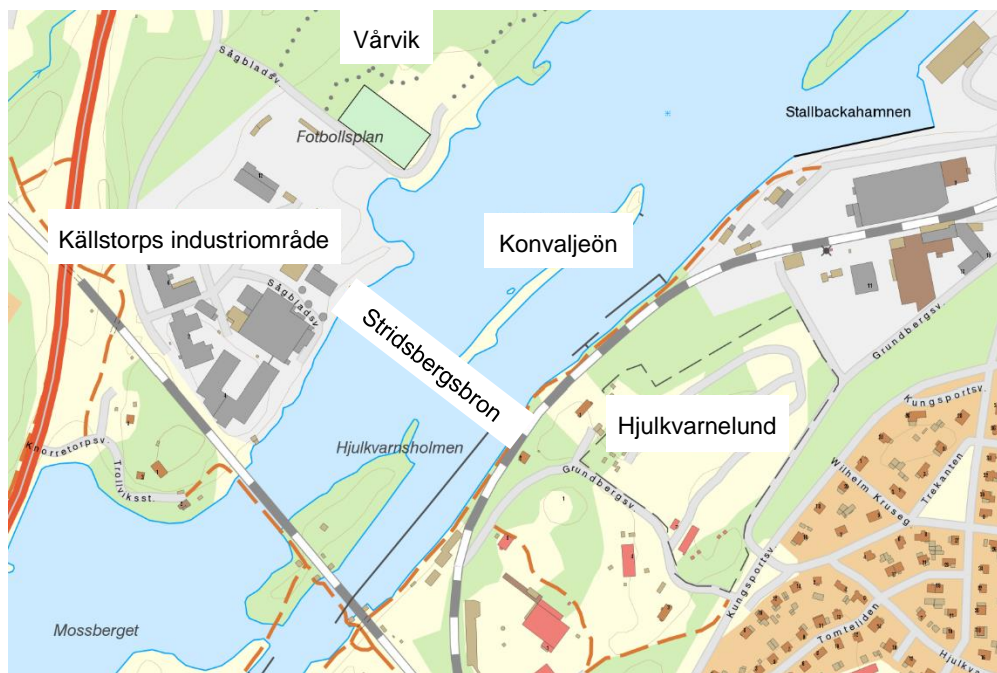 Vårvik
Sågbladsv.
Fotbollsplan
Stallbackahamnen
Källstorps industriområde
Konvaljeön
Sågbladsv
Stridsbergsbron
Grundbergsv.
Hjulkvarnelund
Kungsportsv.
Hjulkvarnsholmen
Knorretorpsv.
Trollviksst.
Grundbergsv
Wilhelm Kruseg
Trekanten
Kungsportsv.
Mossberget
Tomteliden
Hjulkva